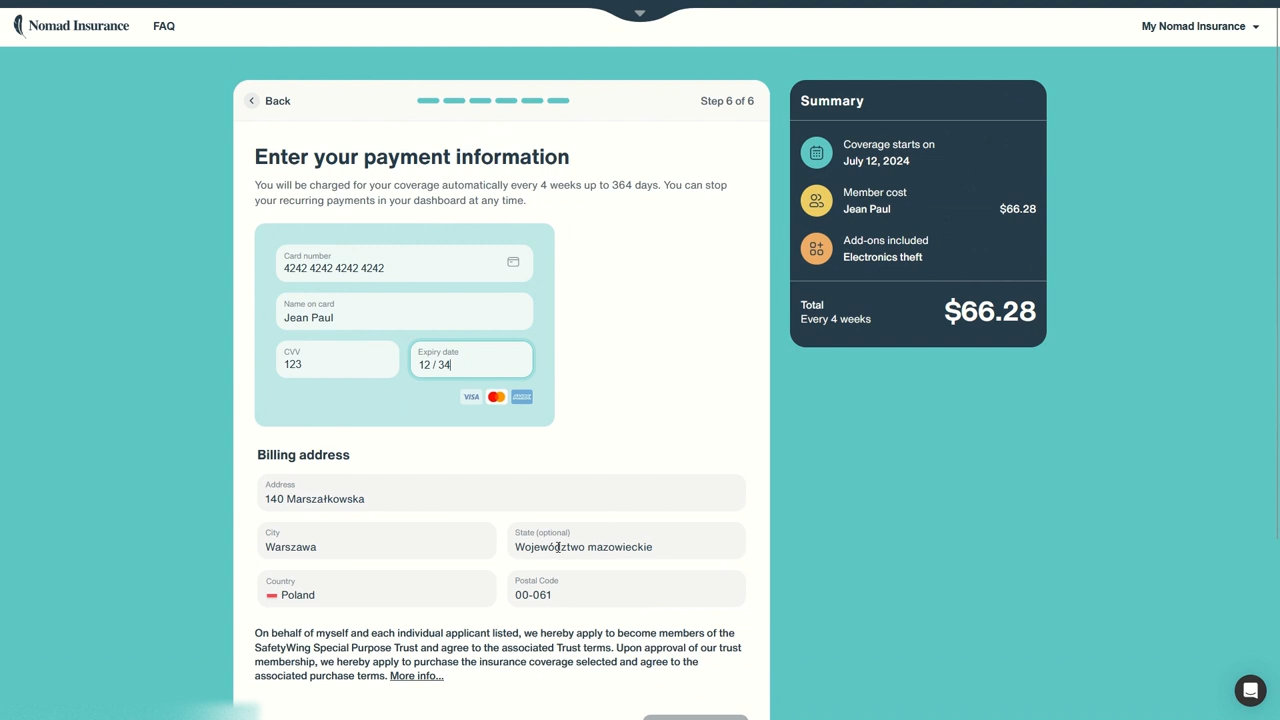 Nomad Insurance
FAQ
My Nomad Insurance
Back
Step 6 of 6
Enter your payment information
You will be charged for your coverage automatically every 4 weeks up to 364 days. You can stop
your recurring payments in your dashboard at any time.
Card number
4242 4242 4242 4242
Name on card
Jean Paul
CVV
123
Expiry date
12 / 34
VISA
Billing address
Address
140 Marszałkowska
City
Warszawa
State (optional)
Województwo mazowieckie
Country
Poland
Postal Code
00-061
On behalf of myself and each individual applicant listed, we hereby apply to become members of the
SafetyWing Special Purpose Trust and agree to the associated Trust terms. Upon approval of our trust
membership, we hereby apply to purchase the insurance coverage selected and agree to the
associated purchase terms. More info...
Summary
Coverage starts on
July 12, 2024
Member cost
Jean Paul $66.28
Add-ons included
Electronics theft
Total
Every 4 weeks
$66.28